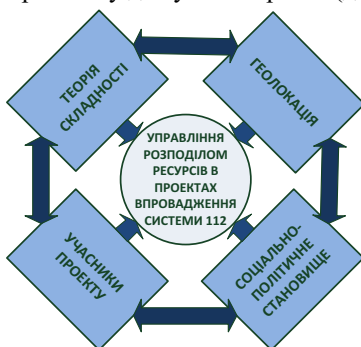 ТЕОРІЯ
СКЛАДНОСТІ
ГЕОЛОКАЦІЯ
УПРАВЛІННЯ
РОЗПОДІЛОМ
РЕСУРСІВ В
ПРОЕКТАХ
ВПРОВАДЖЕННЯ
СИСТЕМИ 112
УЧАСНИКИ
ПРОЕКТУ
СОЦІАЛЬНО-
ПОЛІТИЧНЕ
СТАНОВИЩЕ